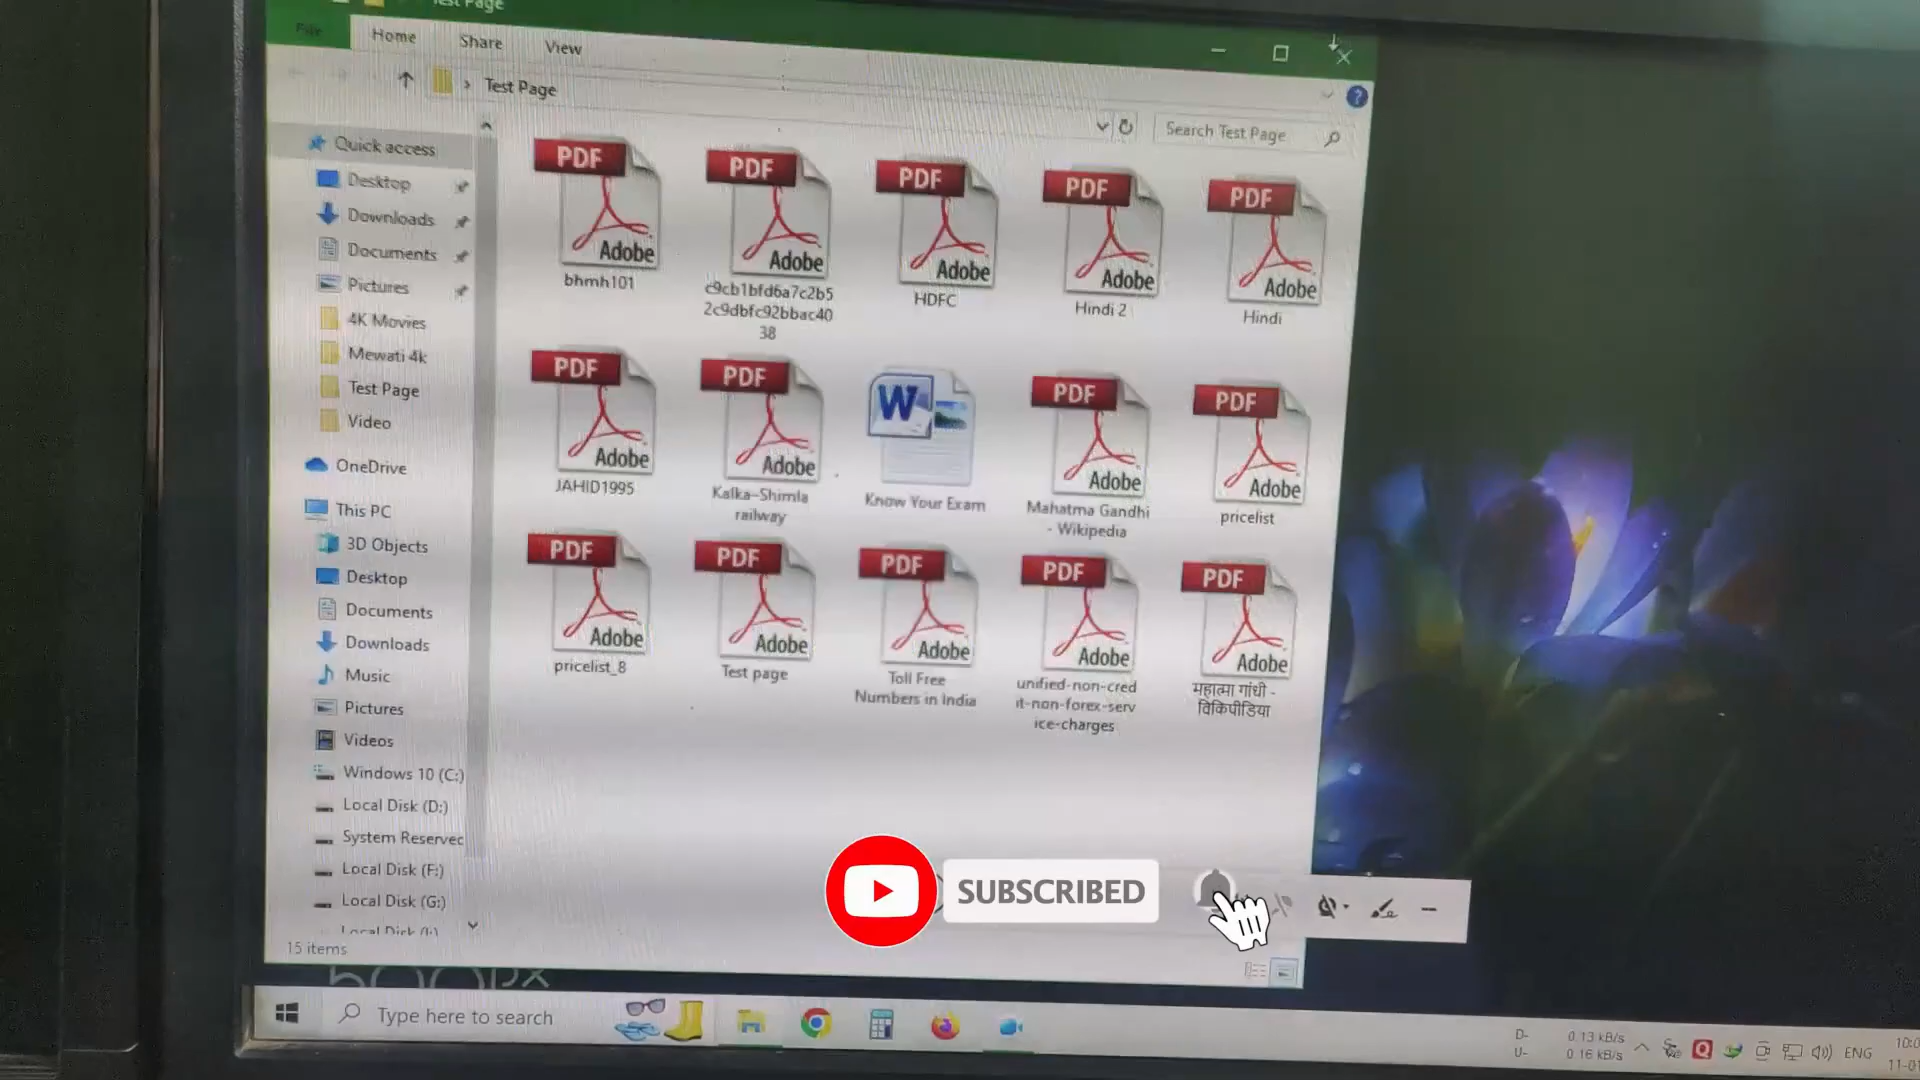 Test Page
File
Home
Share
View
Test Page
Search Test Page
Quick access
Desktop
Downloads
Documents
Pictures
4K Movies
Mewati 4k
Test Page
Video
OneDrive
This PC
3D Objects
Desktop
Documents
Downloads
Music
Pictures
Videos
Windows 10 (C:)
Local Disk (D:)
System Reserved
Local Disk (F:)
Local Disk (G:)
15 items
PDF
Adobe
bhmh101
PDF
Adobe
c9cb1bfd6a7c2b5
2c9dbfc92bbac40
38
PDF
Adobe
HDFC
PDF
Adobe
Hindi 2
PDF
Adobe
Hindi
PDF
Adobe
JAHID1995
PDF
Adobe
Kalka–Shimla
railway
W
Know Your Exam
PDF
Adobe
Mahatma Gandhi
- Wikipedia
PDF
Adobe
pricelist
PDF
Adobe
pricelist_8
PDF
Adobe
Test page
PDF
Adobe
Toll Free
Numbers in India
PDF
Adobe
unified-non-cred
it-non-forex-serv
ice-charges
PDF
Adobe
महात्मा गांधी -
विकिपीडिया
SUBSCRIBED
Type here to search
D-
0.13 kB/s
U-
0.16 kB/s
ENG